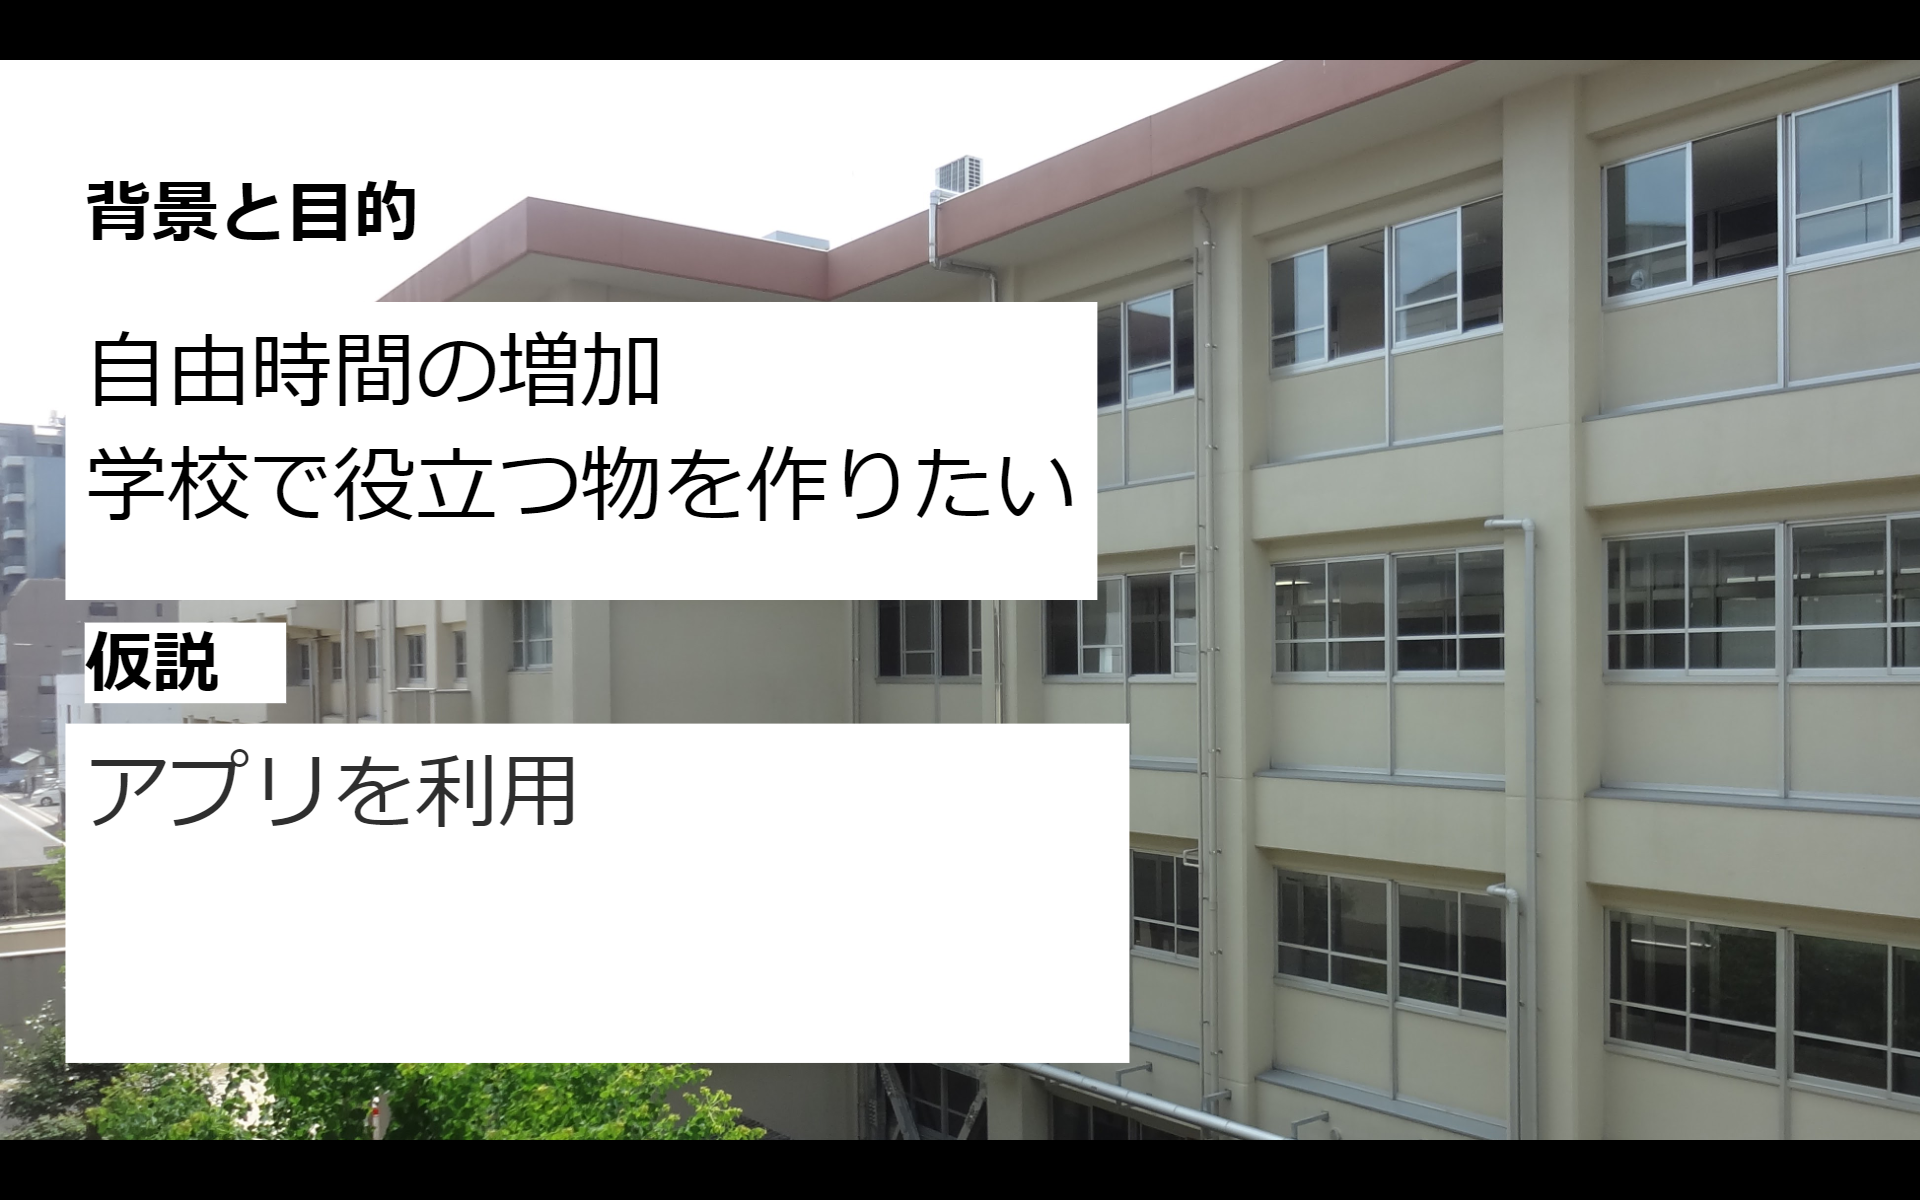 背景と目的
自由時間の増加
学校で役立つ物を作りたい
仮説
アプリを利用